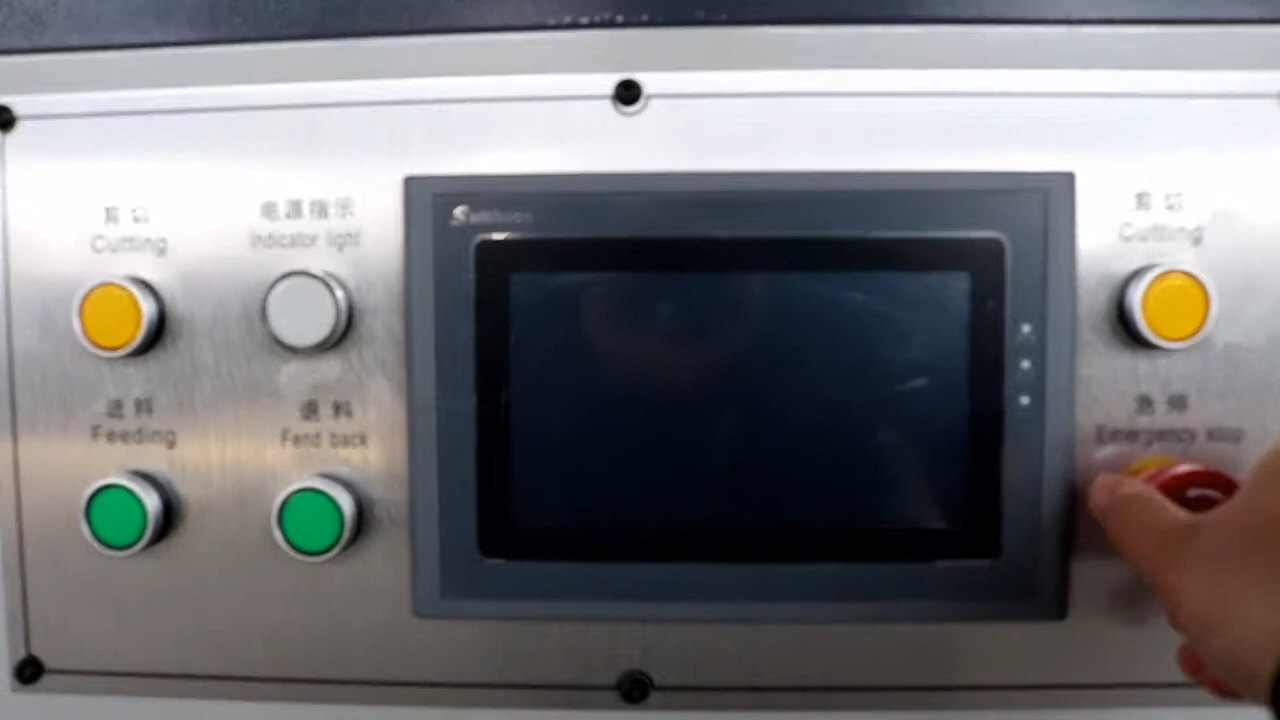 剪切
Cutting
电源指示
Indicator light
剪切
Cutting
送料
Feeding
退料
Fend back
急停
Emergency stop